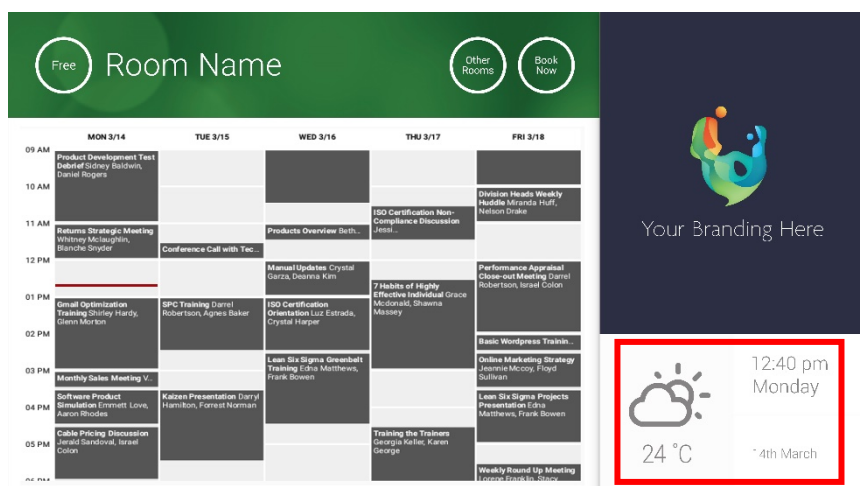 Free
Room Name
Other
Rooms
Book
Now
MON 3/14
TUE 3/15
WED 3/16
THU 3/17
FRI 3/18
09 AM
10 AM
11 AM
12 PM
01 PM
02 PM
03 PM
04 PM
05 PM
06 PM
Product Development Test
Debrief Sidney Baldwin,
Daniel Rogers
Returns Strategic Meeting
Whitney Mclaughlin,
Blanche Snyder
Gmail Optimization
Training Shirley Hardy,
Glenn Morton
Monthly Sales Meeting V...
Software Product
Simulation Emmett Love,
Aaron Rhodes
Cable Pricing Discussion
Jerald Sandoval, Israel
Colon
Conference Call with Tec...
SPC Training Darrel
Robertson, Agnes Baker
Kaizen Presentation Darryl
Hamilton, Forrest Norman
Products Overview Beth...
Manual Updates Crystal
Garza, Deanna Kim
ISO Certification
Orientation Luz Estrada,
Crystal Harper
Lean Six Sigma Greenbelt
Training Edna Matthews,
Frank Bowen
ISO Certification Non-
Compliance Discussion
Jessi...
7 Habits of Highly
Effective Individual Grace
Mcdonald, Shawna
Massey
Training the Trainers
Georgia Keller, Karen
George
Division Heads Weekly
Huddle Miranda Huff,
Nelson Drake
Performance Appraisal
Close-out Meeting Darrel
Robertson, Israel Colon
Basic Wordpress Trainin...
Online Marketing Strategy
Jeannie Mccoy, Floyd
Sullivan
Lean Six Sigma Projects
Presentation Edna
Matthews, Frank Bowen
Weekly Round Up Meeting
Lorene Franklin, Stacy
Your Branding Here
12:40 pm
Monday
24 °C
14th March